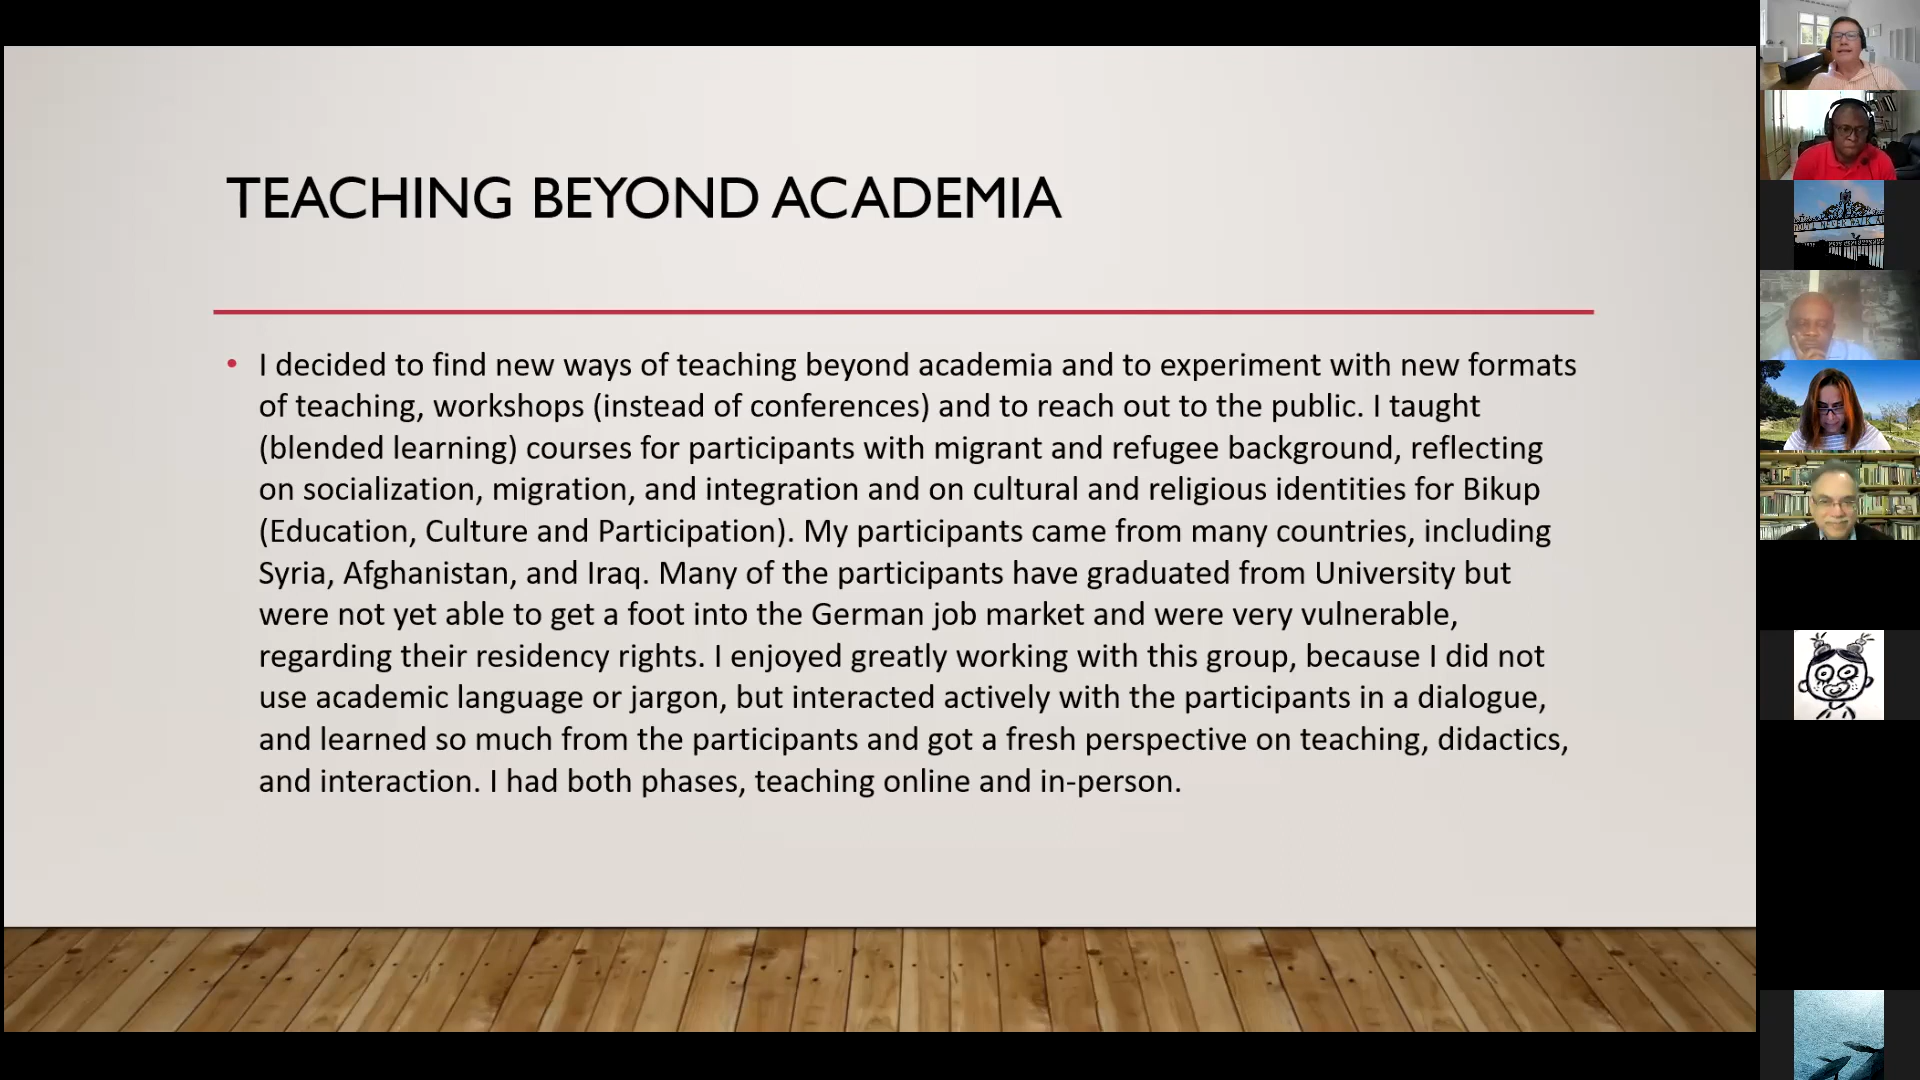 TEACHING BEYOND ACADEMIA
• I decided to find new ways of teaching beyond academia and to experiment with new formats
of teaching, workshops (instead of conferences) and to reach out to the public. I taught
(blended learning) courses for participants with migrant and refugee background, reflecting
on socialization, migration, and integration and on cultural and religious identities for Bikup
(Education, Culture and Participation). My participants came from many countries, including
Syria, Afghanistan, and Iraq. Many of the participants have graduated from University but
were not yet able to get a foot into the German job market and were very vulnerable,
regarding their residency rights. I enjoyed greatly working with this group, because I did not
use academic language or jargon, but interacted actively with the participants in a dialogue,
and learned so much from the participants and got a fresh perspective on teaching, didactics,
and interaction. I had both phases, teaching online and in-person.
NEVER WALK